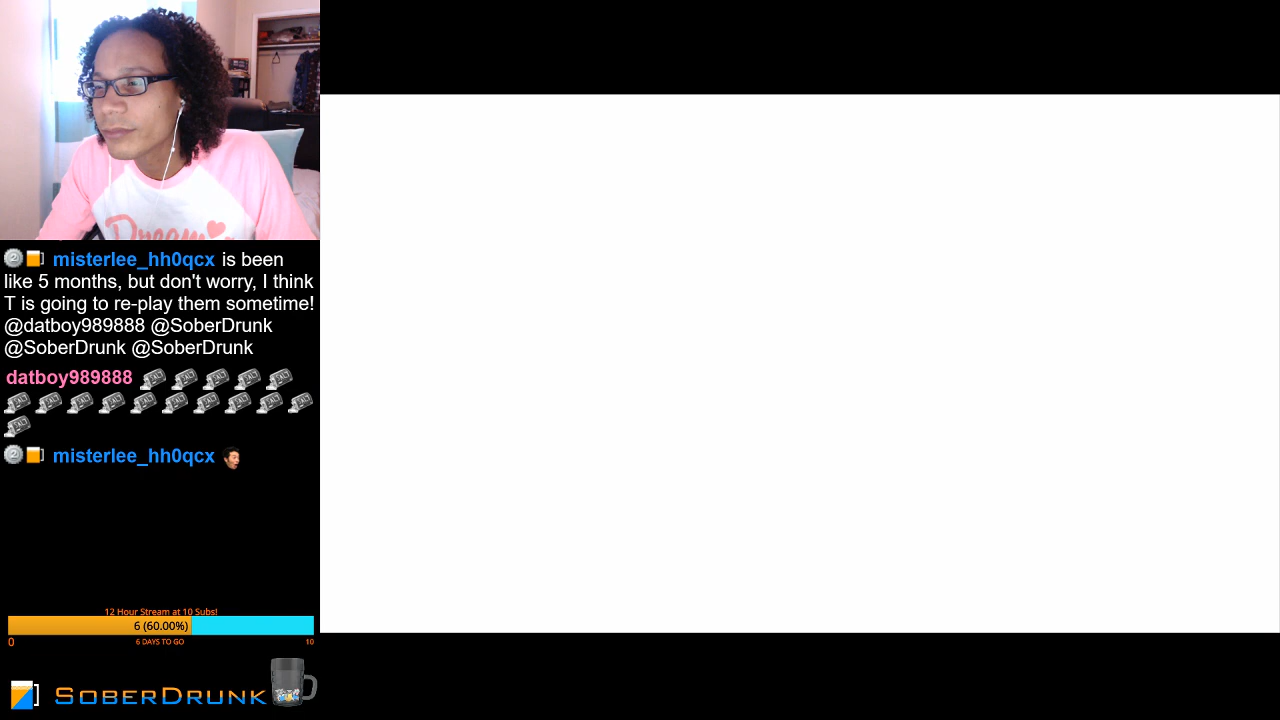 Dream
misterlee_hh0qcx is been
like 5 months, but don't worry, I think
T is going to re-play them sometime!
@datboy989888 @SoberDrunk
@SoberDrunk @SoberDrunk
datboy989888
misterlee_hh0qcx
12 Hour Stream at 10 Subs!
6 (60.00%)
0 6 DAYS TO GO 10
SOBERDRUNK